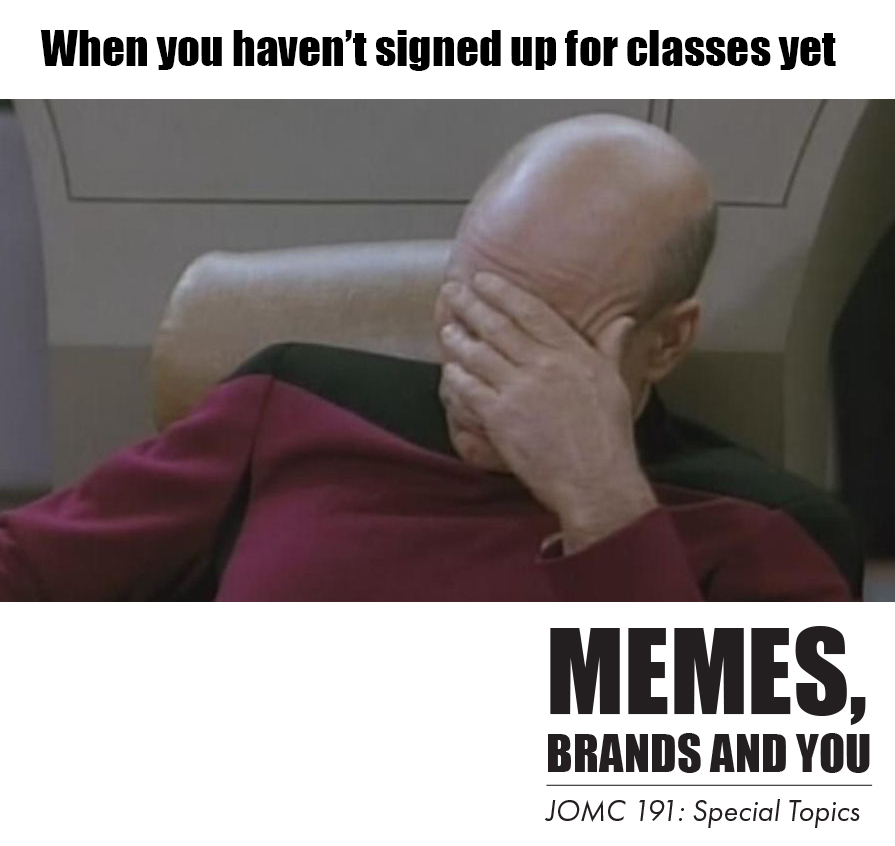 When you haven’t signed up for classes yet
MEMES,
BRANDS AND YOU
JOMC 191: Special Topics